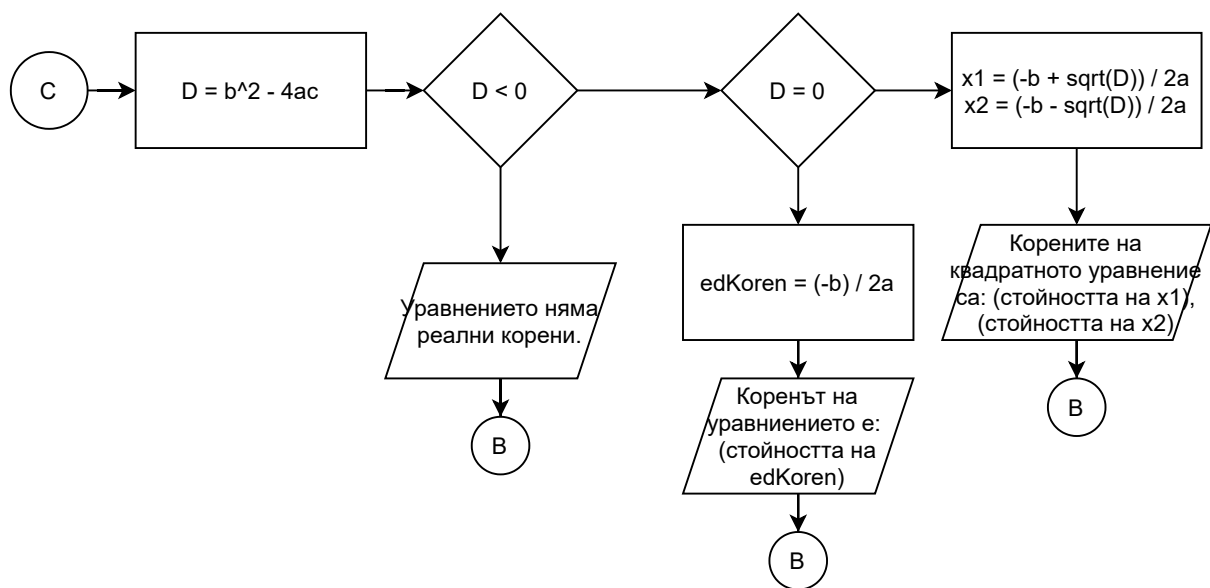 C
D = b^2 - 4ac
D < 0
D = 0
x1 = (-b + sqrt(D)) / 2a
x2 = (-b - sqrt(D)) / 2a
Уравнението няма
реални корени.
B
edKoren = (-b) / 2a
Коренът на
уравниението е:
(стойността на
edKoren)
B
Корените на
квадратното уравнение
са: (стойността на x1),
(стойността на x2)
B